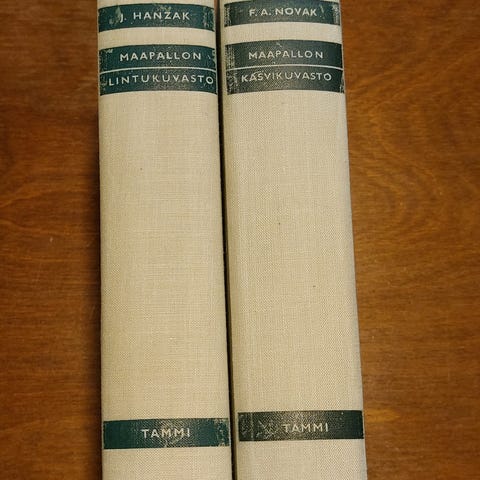 J. HANZAK
MAAPALLON
LINTUKUVASTO
TAMMI
F. A. NOVAK
MAAPALLON
KASVIKUVASTO
TAMMI